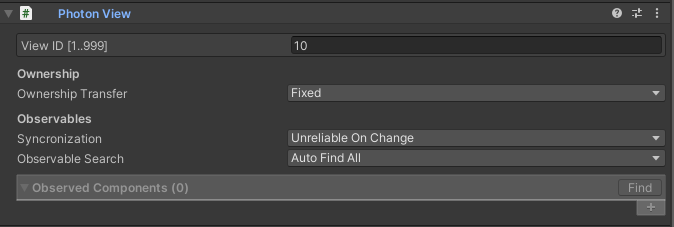 Photon View
View ID [1..999] 10
Ownership
Ownership Transfer Fixed
Observables
Syncronization Unreliable On Change
Observable Search Auto Find All
Observed Components (0) Find
+